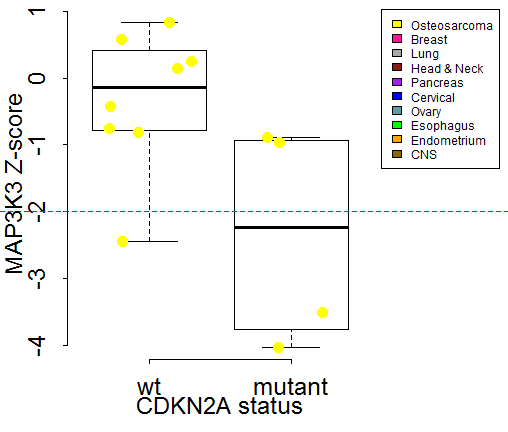 MAP3K3 Z-score
1
0
-1
-2
-3
-4
wt mutant
CDKN2A status
Osteosarcoma
Breast
Lung
Head & Neck
Pancreas
Cervical
Ovary
Esophagus
Endometrium
CNS